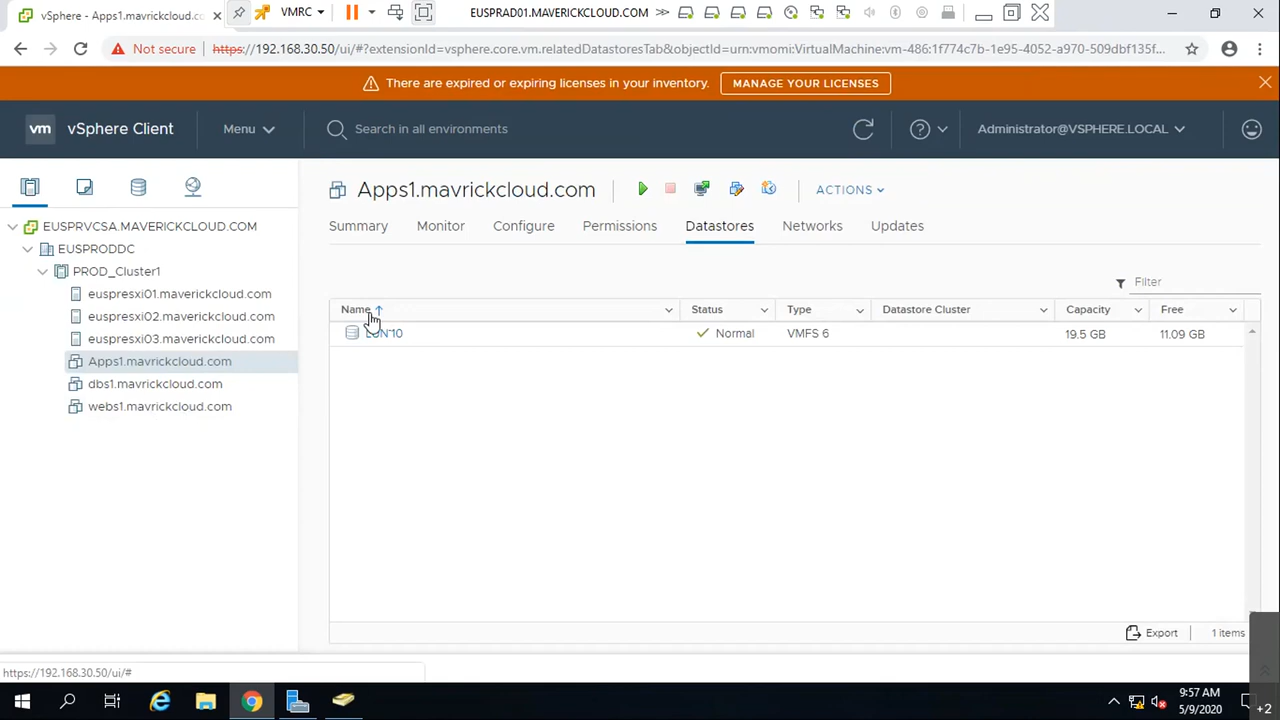 vSphere - Apps1.mavrickcloud.co
VMRC
EUSPRAD01.MAVERICKCLOUD.COM
Not secure
https://192.168.30.50/ui/#?extensionId=vsphere.core.vm.relatedDatastoresTab&objectId=urn:vmomi:VirtualMachine:vm-486:1f774c7b-1e95-4052-a970-509dbf135f...
There are expired or expiring licenses in your inventory.
MANAGE YOUR LICENSES
vm
vSphere Client
Menu
Search in all environments
Administrator@VSPHERE.LOCAL
Apps1.mavrickcloud.com
ACTIONS
Summary
Monitor
Configure
Permissions
Datastores
Networks
Updates
EUSPRVCSA.MAVERICKCLOUD.COM
EUSPRODDC
PROD_Cluster1
euspresxi01.maverickcloud.com
euspresxi02.maverickcloud.com
euspresxi03.maverickcloud.com
Apps1.mavrickcloud.com
dbs1.mavrickcloud.com
webs1.mavrickcloud.com
Filter
Name
Status
Type
Datastore Cluster
Capacity
Free
Normal
VMFS 6
19.5 GB
11.09 GB
Export
1 items
https://192.168.30.50/ui/#
9:57 AM
5/9/2020
+2